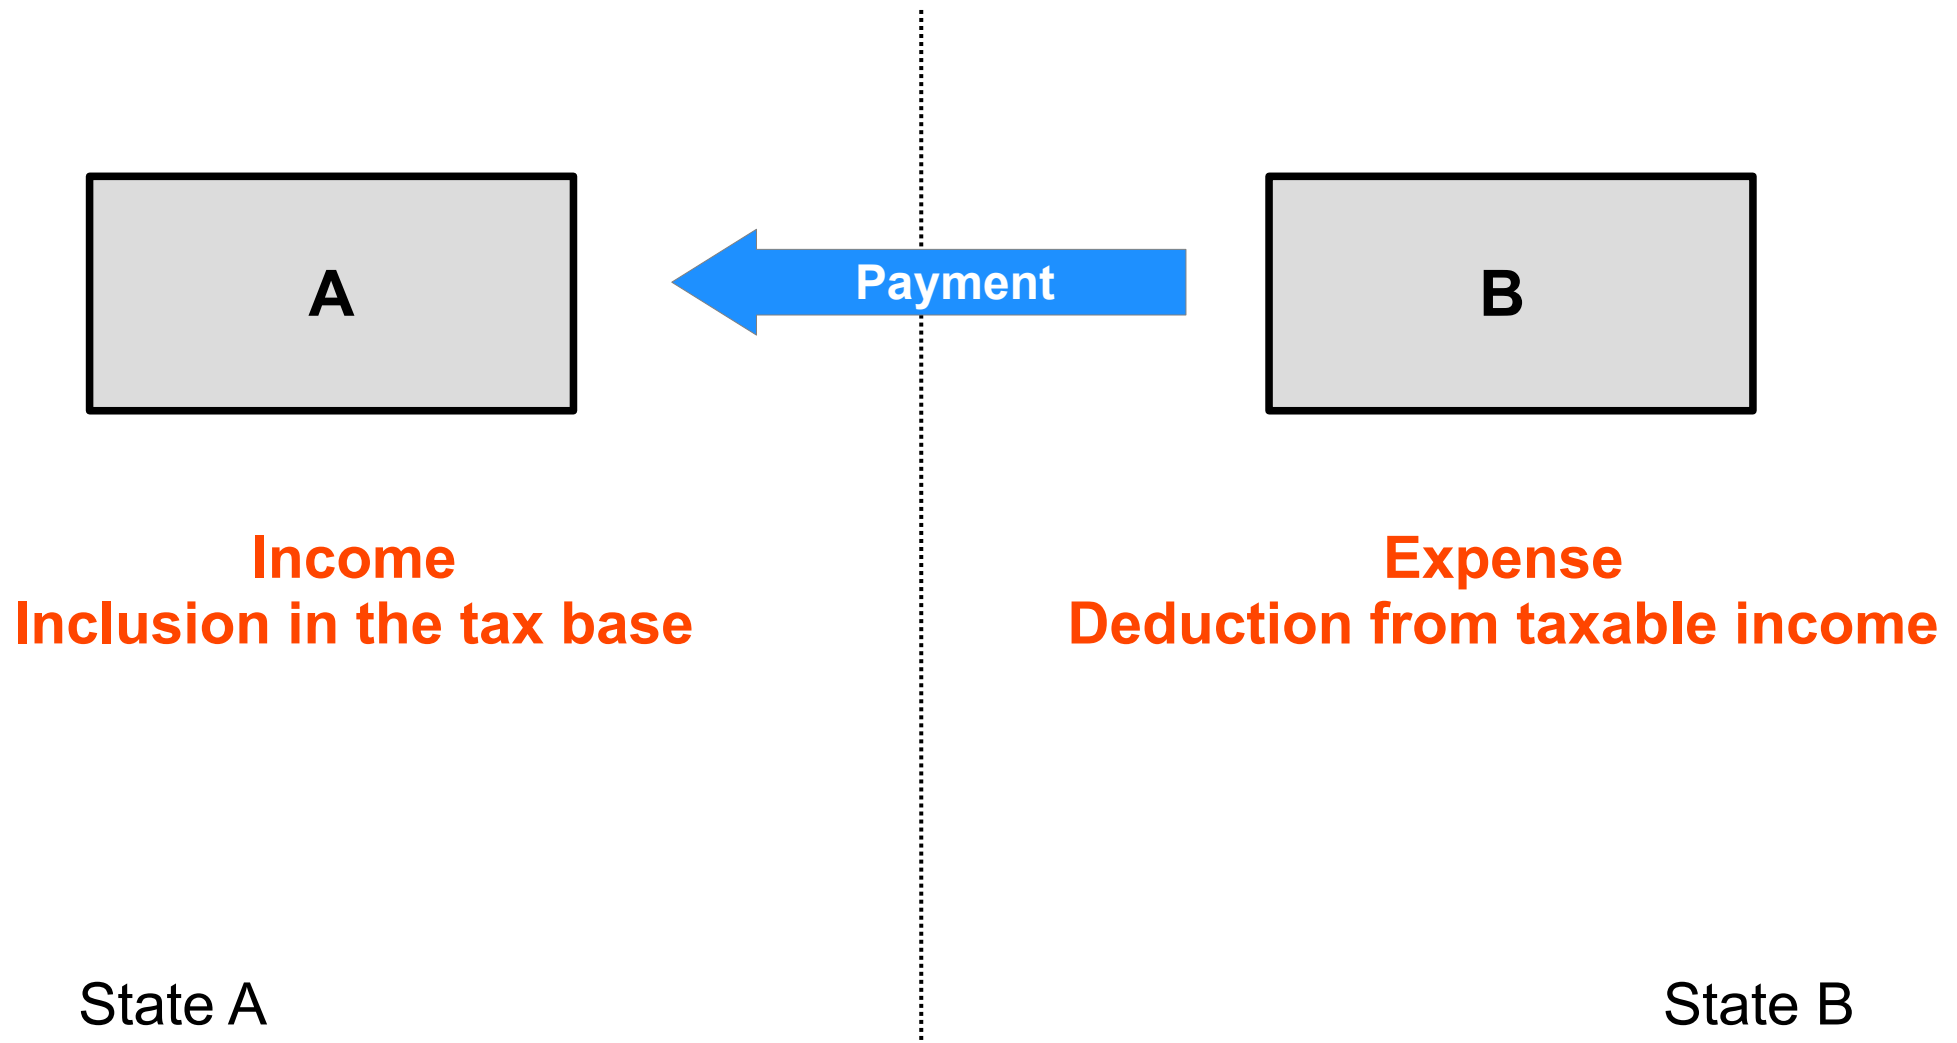 A
Payment
B
Income
Inclusion in the tax base
Expense
Deduction from taxable income
State A
State B